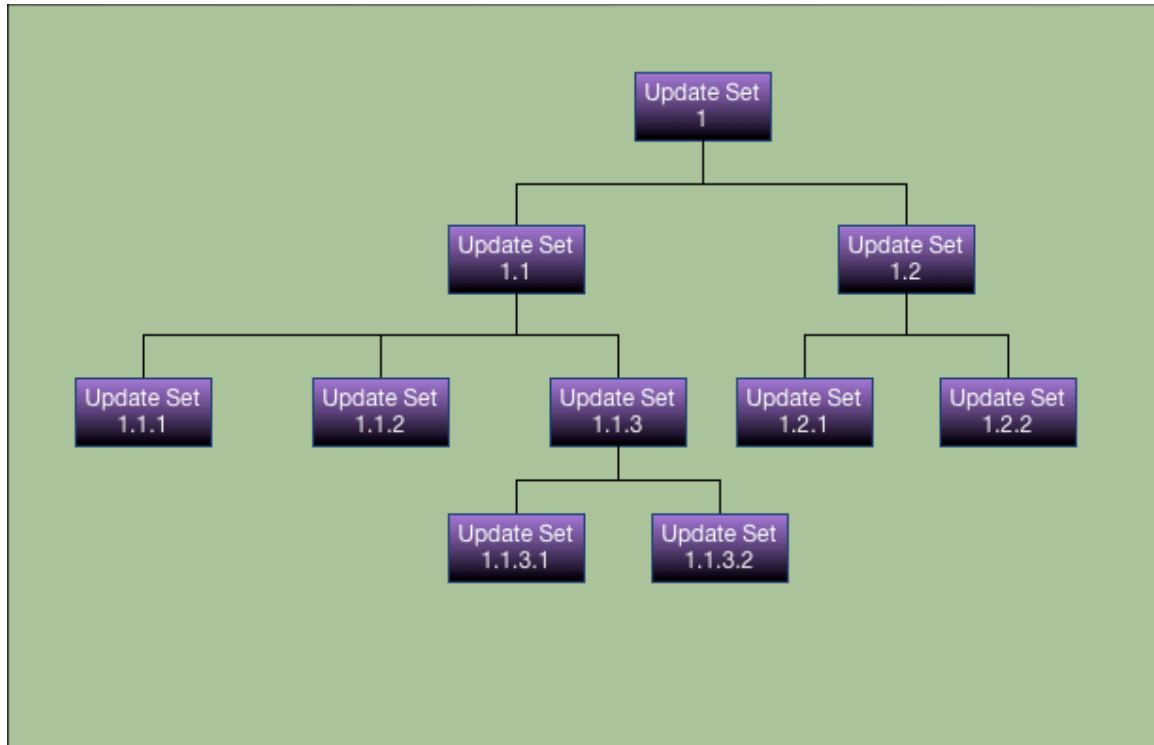 Update Set
1
Update Set
1.1
Update Set
1.2
Update Set
1.1.1
Update Set
1.1.2
Update Set
1.1.3
Update Set
1.2.1
Update Set
1.2.2
Update Set
1.1.3.1
Update Set
1.1.3.2